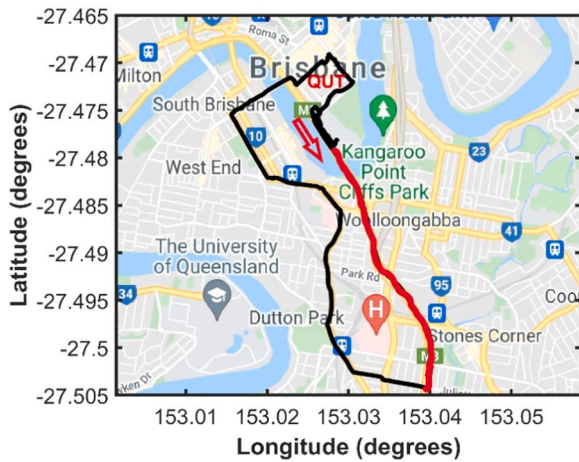 -27.465
-27.47
-27.475
-27.48
-27.485
-27.49
-27.495
-27.5
-27.505
Latitude (degrees)
Roma St
Brisbane
Milton
QUT
South Brisbane
10
West End
Kangaroo
Point
Cliffs Park
23
Woolloongabba
41
The University
of Queensland
Park Rd
95
34
Dutton Park
H
Stones Corner
M3
153.01
153.02
153.03
153.04
153.05
Longitude (degrees)